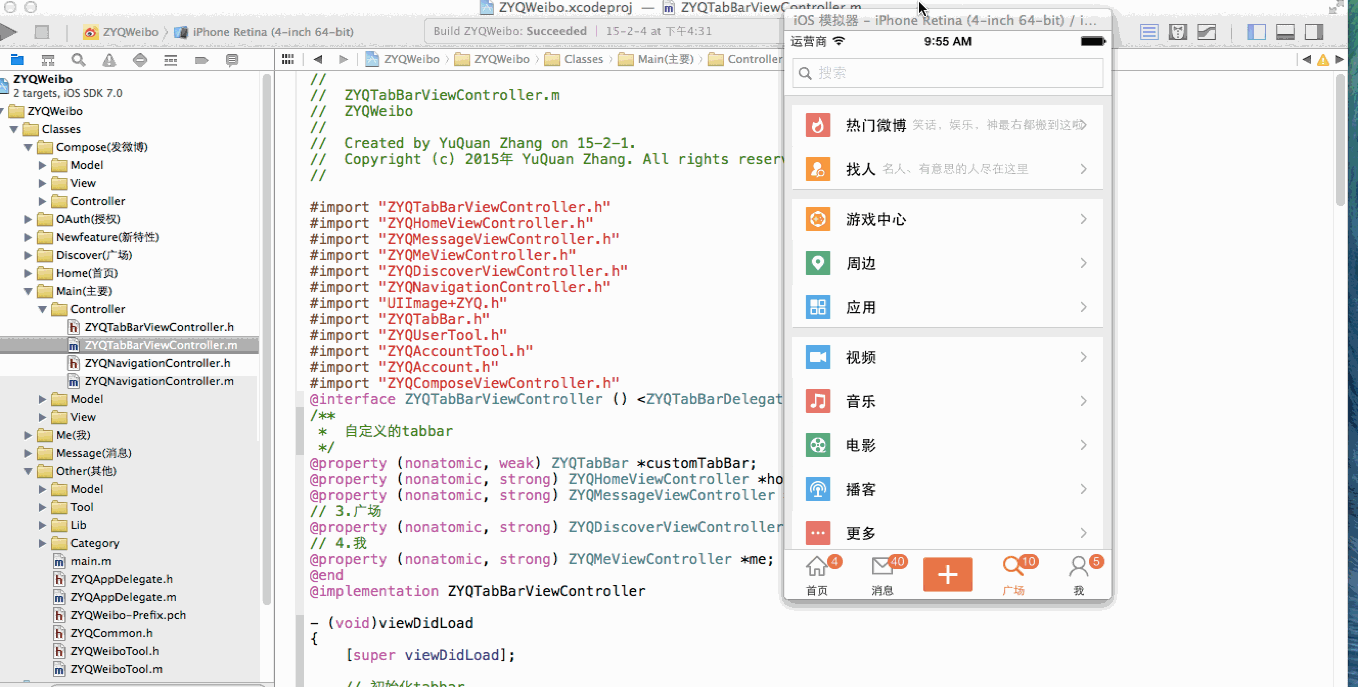 ZYQWeibo.xcodeproj — ZYQTabBarViewController.m
ZYQWeibo 〉 iPhone Retina (4-inch 64-bit)
Build ZYQWeibo: Succeeded | 15-2-4 at 下午4:31
ZYQWeibo 〉 ZYQWeibo 〉 Classes 〉 Main(主要) 〉 Controller
ZYQWeibo
2 targets, iOS SDK 7.0
ZYQWeibo
Classes
Compose(发微博)
Model
View
Controller
OAuth(授权)
Newfeature(新特性)
Discover(广场)
Home(首页)
Main(主要)
Controller
ZYQTabBarViewController.h
ZYQTabBarViewController.m
ZYQNavigationController.h
ZYQNavigationController.m
Model
View
Me(我)
Message(消息)
Other(其他)
Model
Tool
Lib
Category
main.m
ZYQAppDelegate.h
ZYQAppDelegate.m
ZYQWeibo-Prefix.pch
ZYQCommon.h
ZYQWeiboTool.h
ZYQWeiboTool.m
//
//  ZYQTabBarViewController.m
//  ZYQWeibo
//
//  Created by YuQuan Zhang on 15-2-1.
//  Copyright (c) 2015年 YuQuan Zhang. All rights reser
//
#import "ZYQTabBarViewController.h"
#import "ZYQHomeViewController.h"
#import "ZYQMessageViewController.h"
#import "ZYQMeViewController.h"
#import "ZYQDiscoverViewController.h"
#import "ZYQNavigationController.h"
#import "UIImage+ZYQ.h"
#import "ZYQTabBar.h"
#import "ZYQUserTool.h"
#import "ZYQAccountTool.h"
#import "ZYQAccount.h"
#import "ZYQComposeViewController.h"
@interface ZYQTabBarViewController () <ZYQTabBarDelegat
/**
 *  自定义的tabbar
 */
@property (nonatomic, weak) ZYQTabBar *customTabBar;
@property (nonatomic, strong) ZYQHomeViewController *ho
@property (nonatomic, strong) ZYQMessageViewController
// 3.广场
@property (nonatomic, strong) ZYQDiscoverViewController
// 4.我
@property (nonatomic, strong) ZYQMeViewController *me;
@end
@implementation ZYQTabBarViewController
- (void)viewDidLoad
{
    [super viewDidLoad];
    // 初始化tabbar
iOS 模拟器 – iPhone Retina (4-inch 64-bit) / i...
运营商 9:55 AM
搜索
热门微博 笑话、娱乐、神最右都搬到这啦
找人 名人、有意思的人尽在这里
游戏中心
周边
应用
视频
音乐
电影
播客
更多
4 40 10 5
首页 消息 广场 我